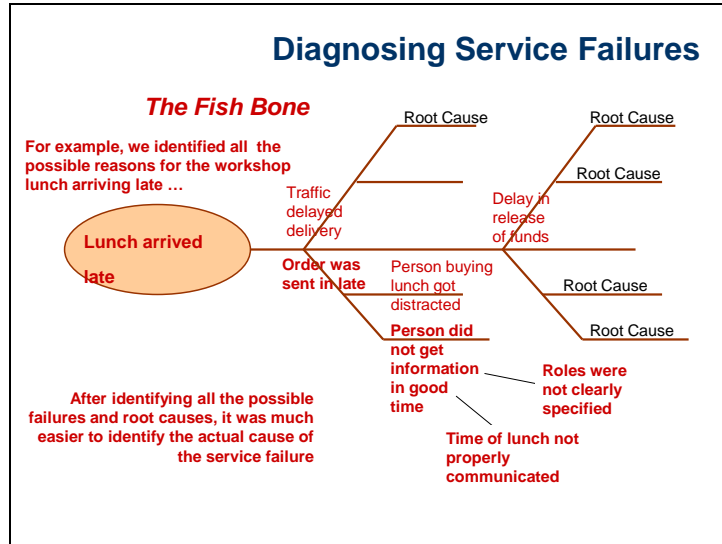 Diagnosing Service Failures
The Fish Bone
For example, we identified all the
possible reasons for the workshop
lunch arriving late …
Root Cause
Root Cause
Root Cause
Traffic
delayed
delivery
Delay in
release
of funds
Lunch arrived
late
Order was
sent in late
Person buying
lunch got
distracted
Root Cause
Person did
not get
information
in good
time
Root Cause
Roles were
not clearly
specified
After identifying all the possible
failures and root causes, it was much
easier to identify the actual cause of
the service failure
Time of lunch not
properly
communicated